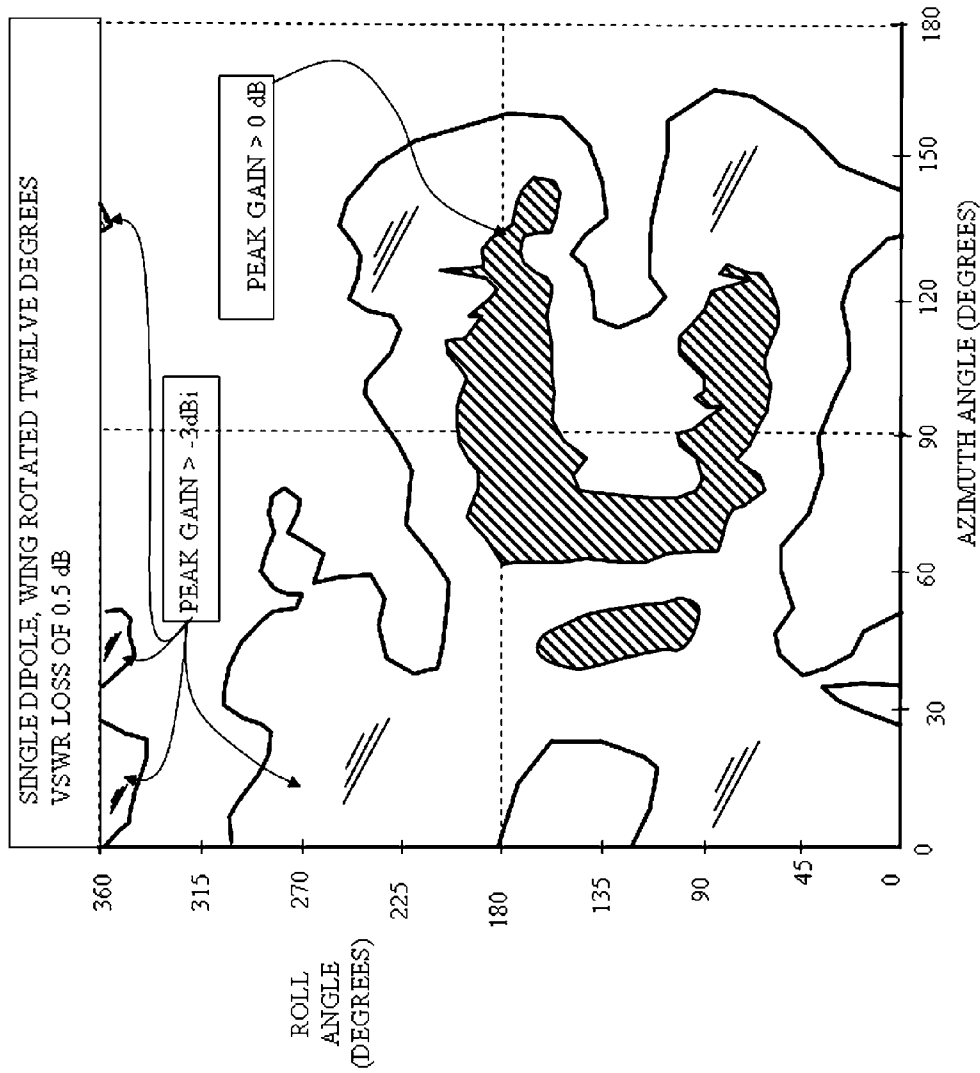 SINGLE DIPOLE, WING ROTATED TWELVE DEGREES
VSWR LOSS OF 0.5 dB
PEAK GAIN > -3dBi
PEAK GAIN > 0 dB
ROLL
ANGLE
(DEGREES)
360
315
270
225
180
135
90
45
0
0
30
60
90
120
150
180
AZIMUTH ANGLE (DEGREES)